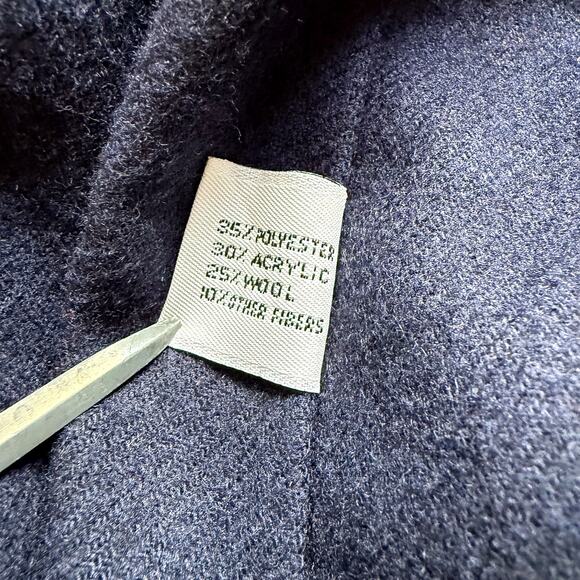 35% POLYESTER
30% ACRYLIC
25% WOOL
10% OTHER FIBERS